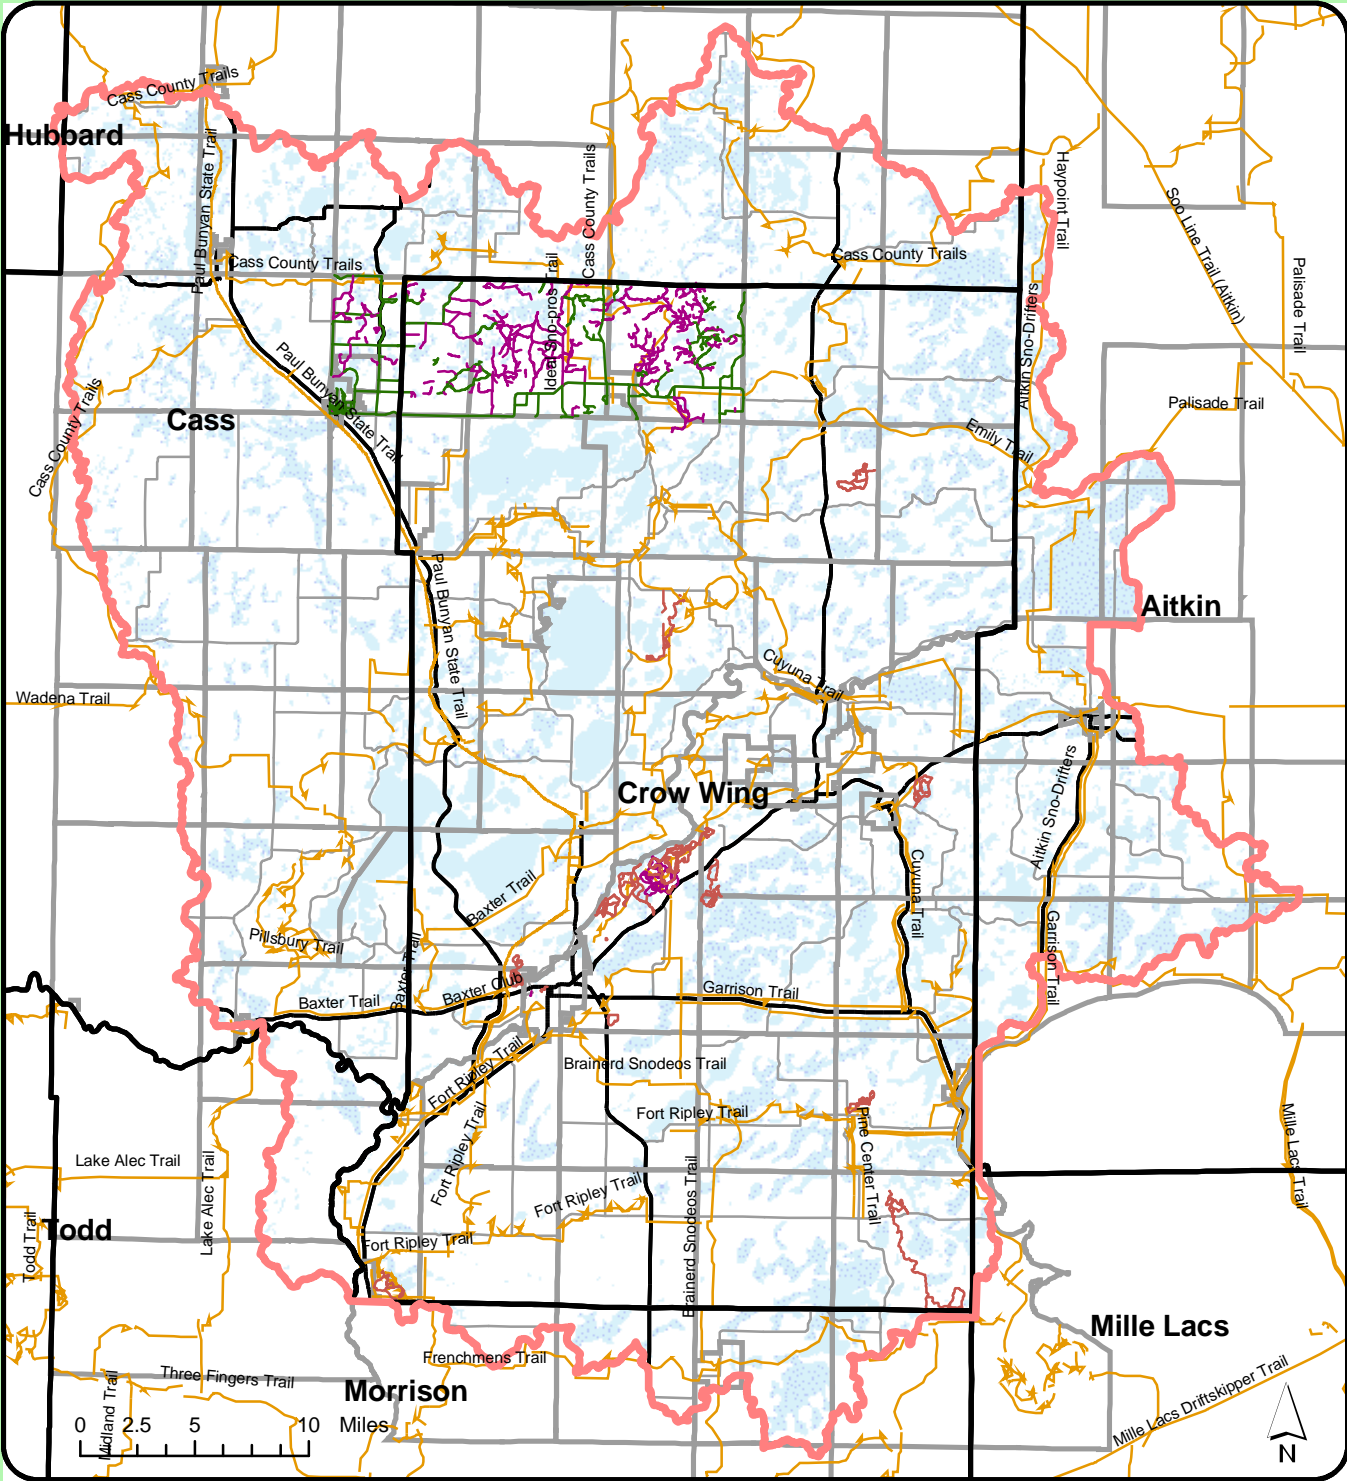 Cass County Trails
Hubbard
Paul Bunyan State Trail
Cass County Trails
Haypoint Trail
Soo Line Trail (Aitkin)
Palisade Trail
Cass County Trails
Cass County Trails
Ideal Sno-pros Trail
Aitkin Sno-Drifters
Paul Bunyan State Trail
Cass
Cass County Trails
Palisade Trail
Emily Trail
Paul Bunyan State Trail
Aitkin
Cuyuna Trail
Wadena Trail
Crow Wing
Aitkin Sno-Drifters
Cuyuna Trail
Baxter Trail
Pillsbury Trail
Baxter Trail
Garrison Trail
Baxter Trail
Baxter Club
Garrison Trail
Brainerd Snodeos Trail
Fort Ripley Trail
Fort Ripley Trail
Fort Ripley Trail
Pine Center Trail
Mille Lacs Trail
Lake Alec Trail
Lake Alec Trail
Fort Ripley Trail
Brainerd Snodeos Trail
Todd
Todd Trail
Fort Ripley Trail
Mille Lacs
Frenchmens Trail
Three Fingers Trail
Morrison
Midland Trail
Mille Lacs Driftskipper Trail
0 2.5 5 10 Miles
N